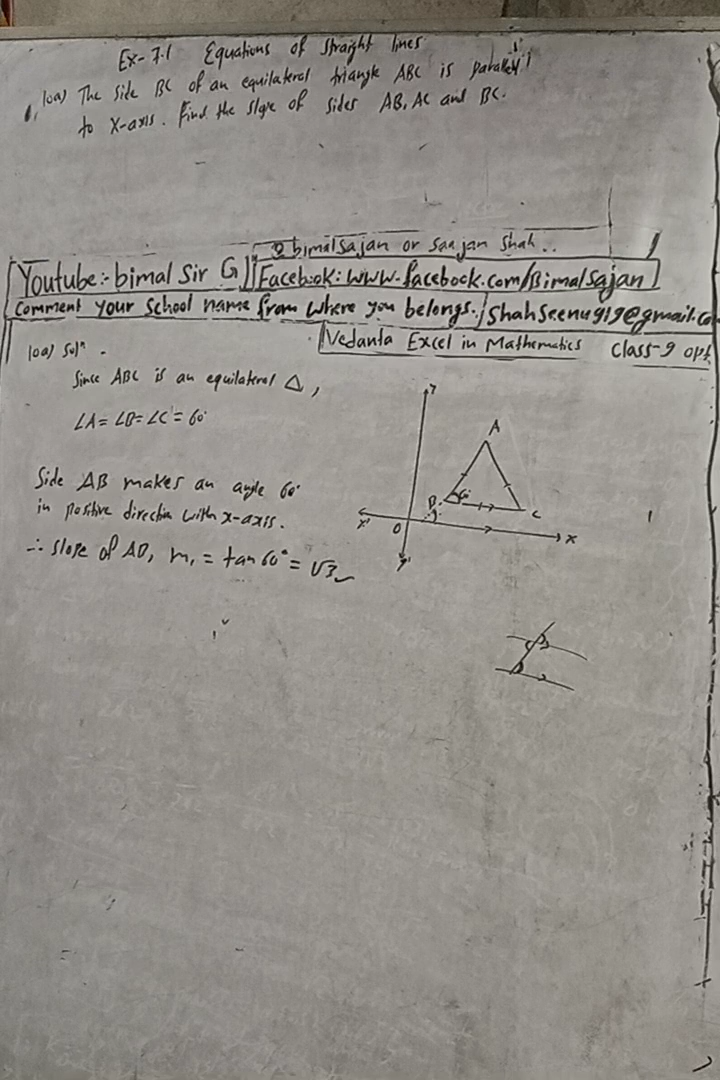 Ex- 7.1 Equations of straight lines
10a) The side BC of an equilateral triangle ABC is parallel
to X-axis. Find the slope of sides AB, AC and BC.
bimalsajan or Saajan Shah..
Youtube:- bimal Sir G
Facebook: www.facebook.com/Bimalsajan
Comment your School name from where you belongs.
shahseenu919@gmail.co
Vedanta Excel in Mathematics Class-9 opt
10a) Solⁿ -
Since ABC is an equilateral △,
∠A = ∠B = ∠C = 60°
Side AB makes an angle 60°
in positive direction with x-axis.
∴ Slope of AB, m₁ = tan 60° = √3
Y
A
B
60°
C
X'
O
X
Y'